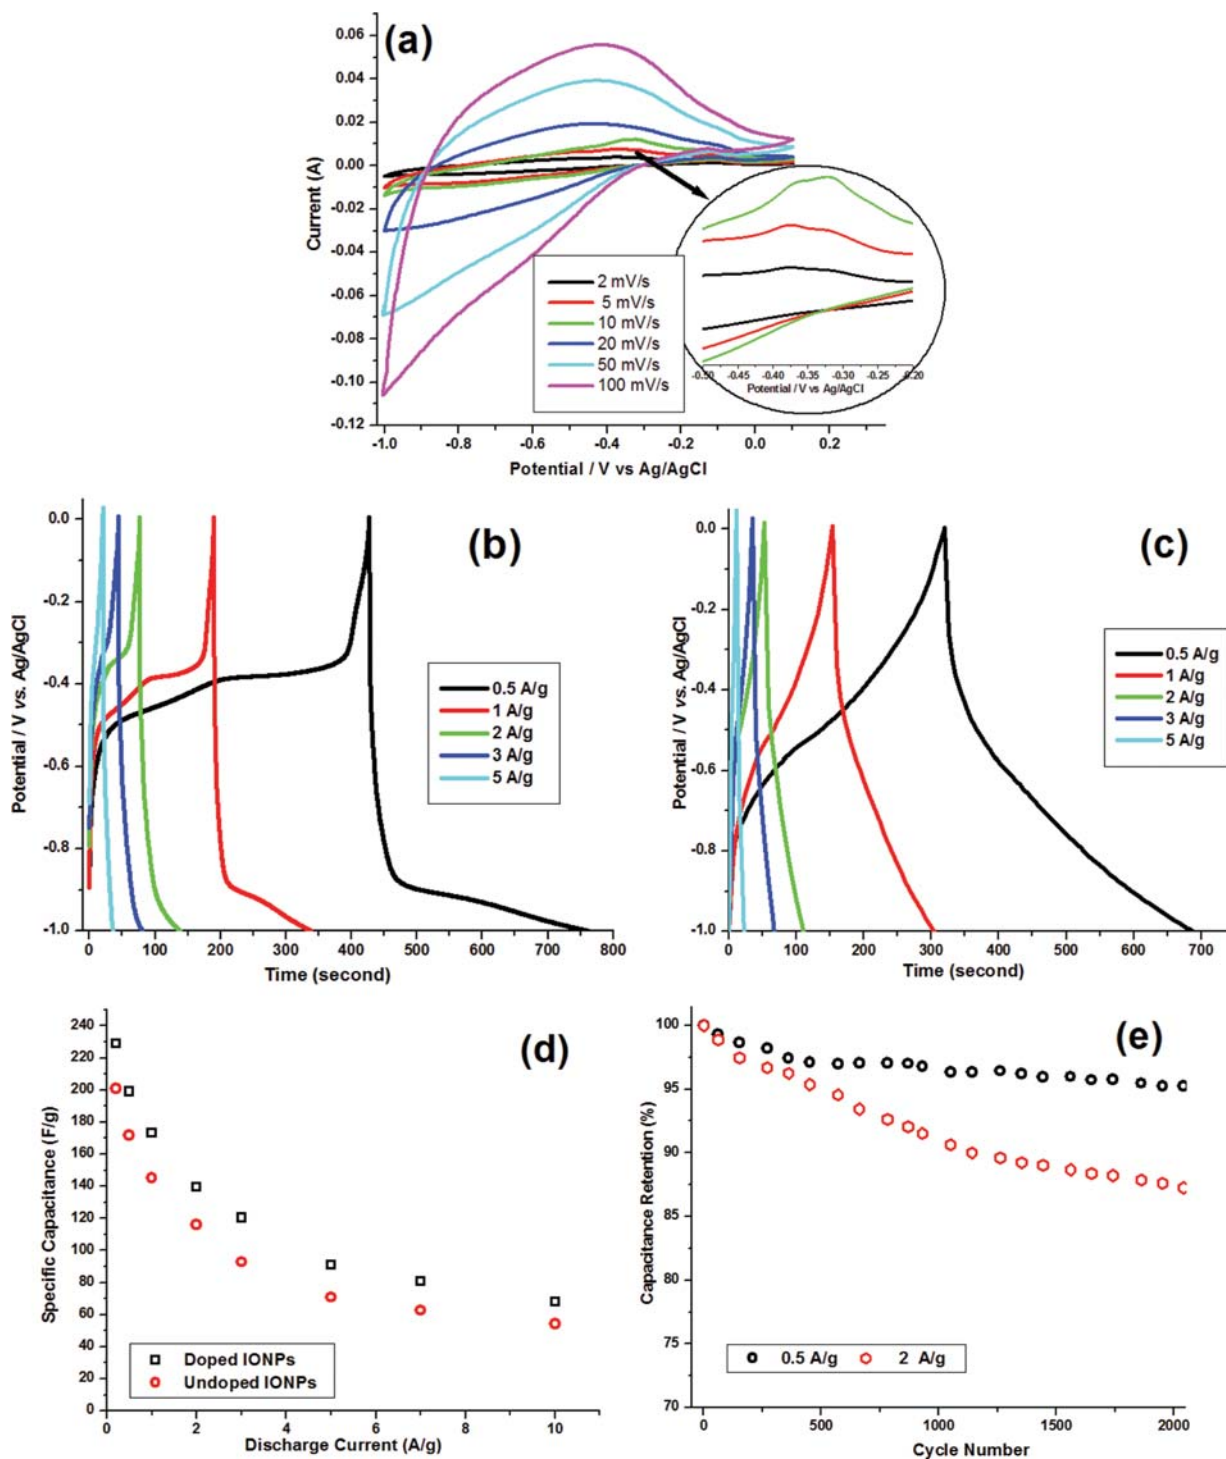 (a)
0.06
0.04
0.02
0.00
-0.02
-0.04
-0.06
-0.08
-0.10
-0.12
Current (A)
2 mV/s
5 mV/s
10 mV/s
20 mV/s
50 mV/s
100 mV/s
-0.50 -0.45 -0.40 -0.35 -0.30 -0.25 -0.20
Potential / V vs Ag/AgCl
-1.0 -0.8 -0.6 -0.4 -0.2 0.0 0.2
Potential / V vs Ag/AgCl
(b)
0.0
-0.2
-0.4
-0.6
-0.8
-1.0
Potential / V vs. Ag/AgCl
0.5 A/g
1 A/g
2 A/g
3 A/g
5 A/g
0 100 200 300 400 500 600 700 800
Time (second)
(c)
0.0
-0.2
-0.4
-0.6
-0.8
-1.0
Potential / V vs. Ag/AgCl
0.5 A/g
1 A/g
2 A/g
3 A/g
5 A/g
0 100 200 300 400 500 600 700
Time (second)
(d)
240
220
200
180
160
140
120
100
80
60
40
20
0
Specific Capacitance (F/g)
Doped IONPs
Undoped IONPs
0 2 4 6 8 10
Discharge Current (A/g)
(e)
100
95
90
85
80
75
70
Capacitance Retention (%)
0.5 A/g 2 A/g
0 500 1000 1500 2000
Cycle Number